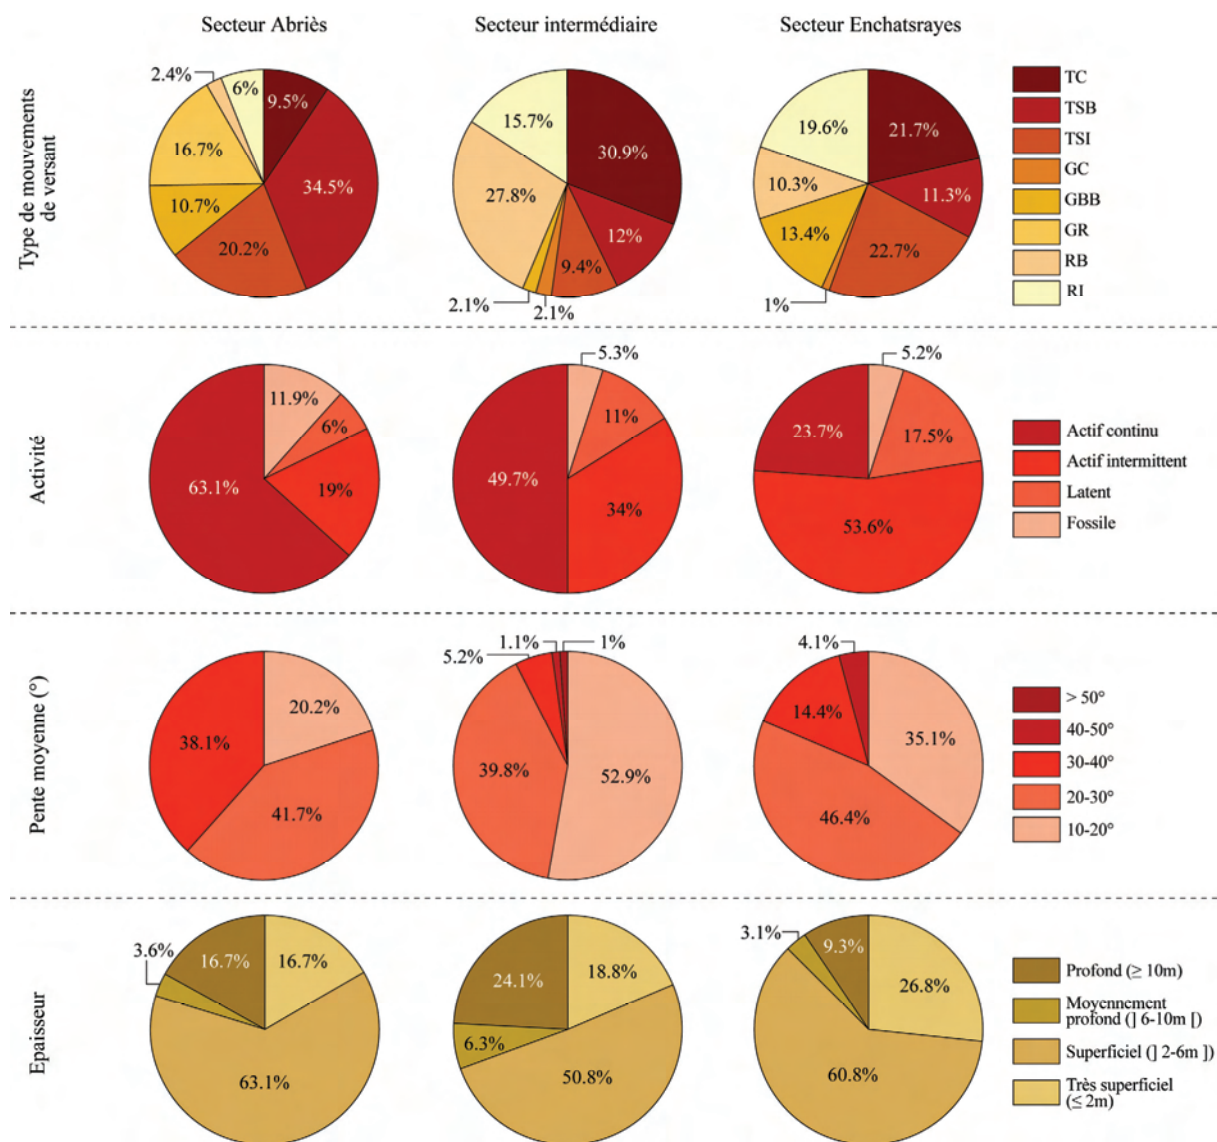 Secteur Abriès
Secteur intermédiaire
Secteur Enchatsrayes
Type de mouvements
de versant
2.4%
6%
9.5%
16.7%
34.5%
10.7%
20.2%
15.7%
30.9%
27.8%
12%
9.4%
2.1%
2.1%
19.6%
21.7%
10.3%
11.3%
13.4%
22.7%
1%
TC
TSB
TSI
GC
GBB
GR
RB
RI
Activité
11.9%
6%
63.1%
19%
5.3%
11%
49.7%
34%
5.2%
23.7%
17.5%
53.6%
Actif continu
Actif intermittent
Latent
Fossile
Pente moyenne (°)
20.2%
38.1%
41.7%
1.1%
1%
5.2%
39.8%
52.9%
4.1%
14.4%
35.1%
46.4%
> 50°
40-50°
30-40°
20-30°
10-20°
Epaisseur
3.6%
16.7%
16.7%
63.1%
24.1%
18.8%
6.3%
50.8%
3.1%
9.3%
26.8%
60.8%
Profond (≥ 10m)
Moyennement
profond (] 6-10m [)
Superficiel (] 2-6m ])
Très superficiel
(≤ 2m)